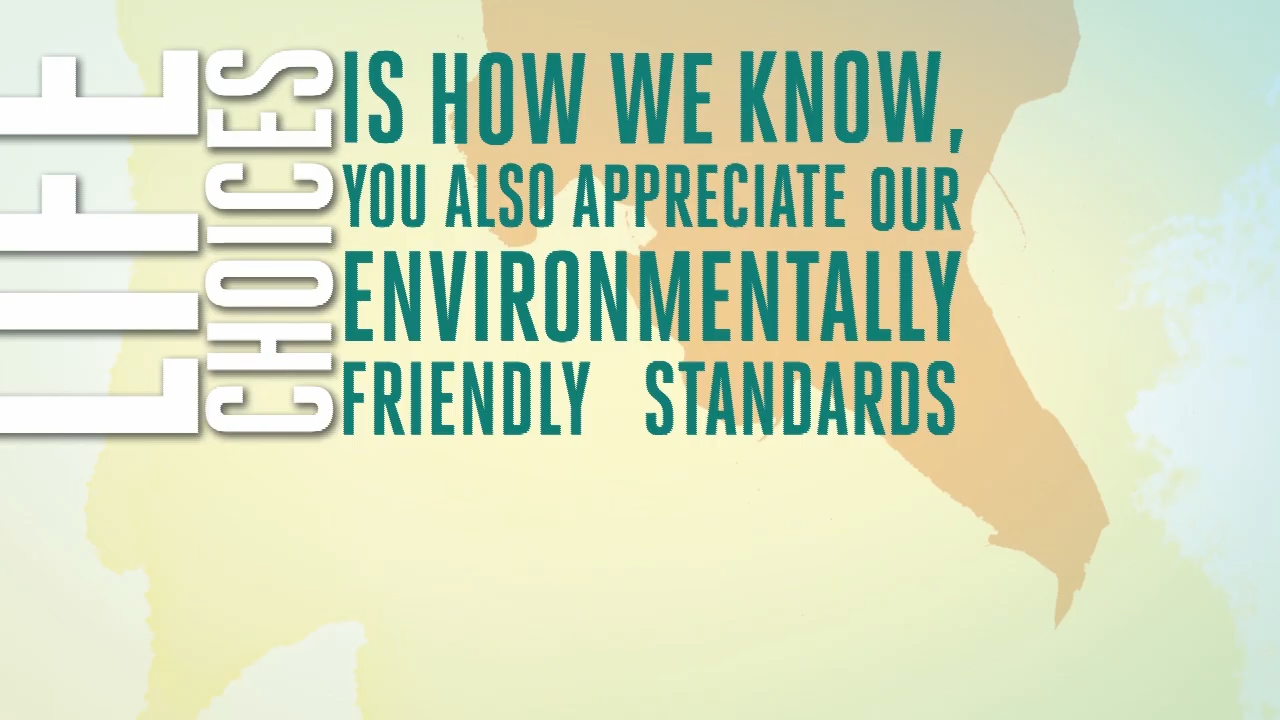 LIFE
CHOICES
IS HOW WE KNOW,
YOU ALSO APPRECIATE OUR
ENVIRONMENTALLY
FRIENDLY STANDARDS